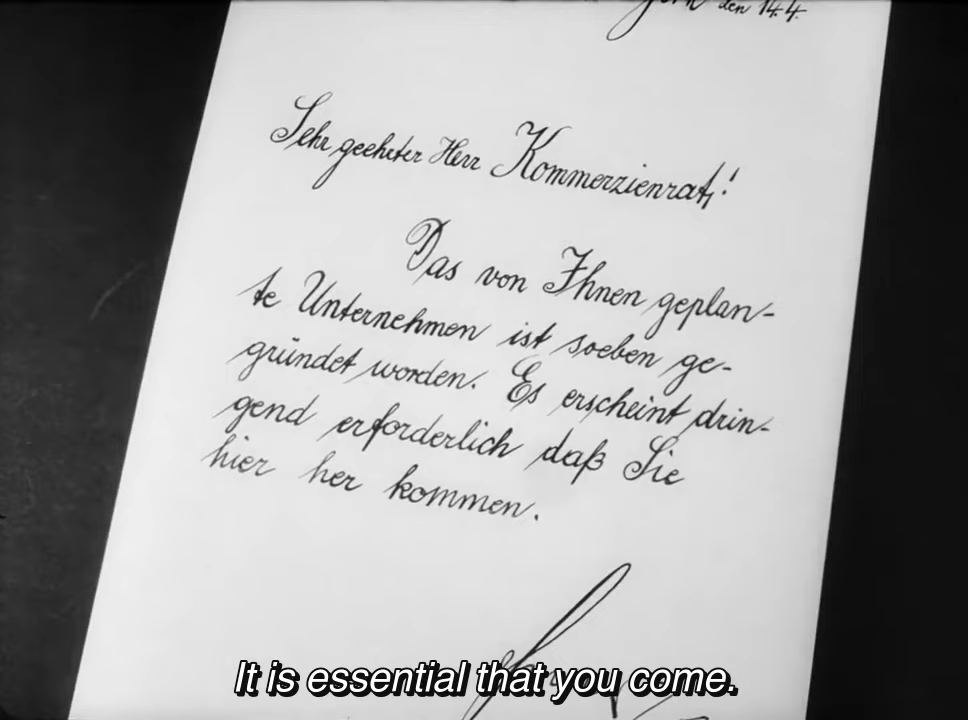 den 14.4.
Sehr geehrter Herr Kommerzienrat!
Das von Ihnen geplan-
te Unternehmen ist soeben ge-
gründet worden. Es erscheint drin-
gend erforderlich daß Sie
hier her kommen.
It is essential that you come.